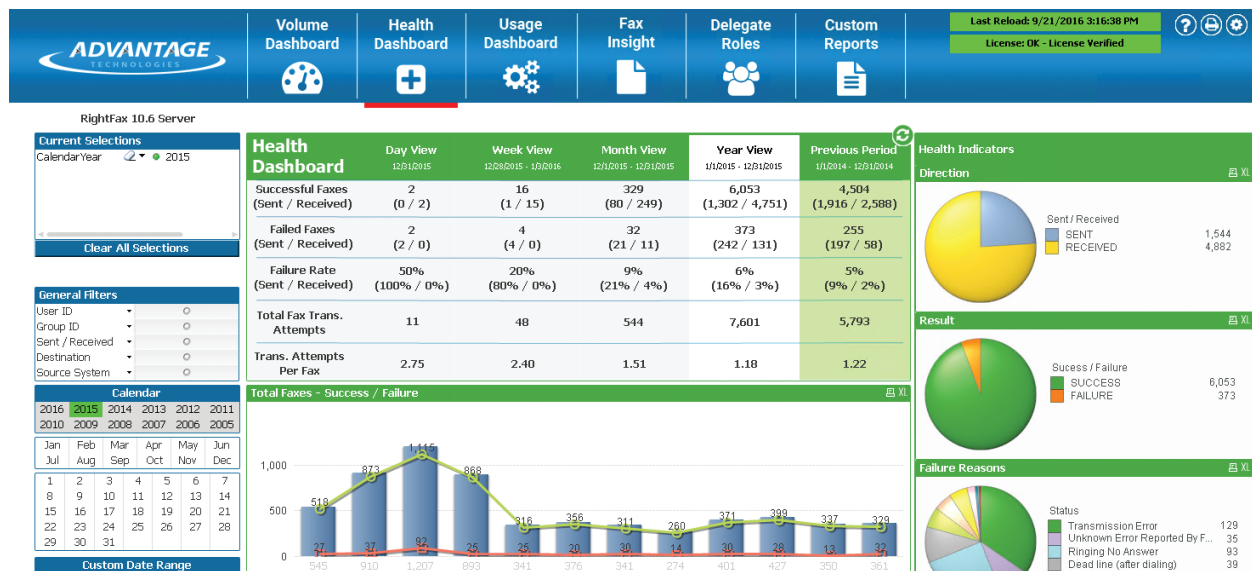 ADVANTAGE
TECHNOLOGIES
Volume Dashboard
Health Dashboard
Usage Dashboard
Fax Insight
Delegate Roles
Custom Reports
Last Reload: 9/21/2016 3:16:38 PM
License: OK - License Verified
?
RightFax 10.6 Server
Current Selections
CalendarYear 2015
Clear All Selections
General Filters
User ID
Group ID
Sent / Received
Destination
Source System
Calendar
2016 2015 2014 2013 2012 2011
2010 2009 2008 2007 2006 2005
Jan Feb Mar Apr May Jun
Jul Aug Sep Oct Nov Dec
1 2 3 4 5 6 7
8 9 10 11 12 13 14
15 16 17 18 19 20 21
22 23 24 25 26 27 28
29 30 31
Custom Date Range
Health Dashboard
Day View Week View Month View Year View Previous Period
12/31/2015 12/28/2015 - 1/3/2016 12/1/2015 - 12/31/2015 1/1/2015 - 12/31/2015 1/1/2014 - 12/31/2014
Successful Faxes 2 16 329 6,053 4,504
(Sent / Received) (0 / 2) (1 / 15) (80 / 249) (1,302 / 4,751) (1,916 / 2,588)
Failed Faxes 2 4 32 373 255
(Sent / Received) (2 / 0) (4 / 0) (21 / 11) (242 / 131) (197 / 58)
Failure Rate 50% 20% 9% 6% 5%
(Sent / Received) (100% / 0%) (80% / 0%) (21% / 4%) (16% / 3%) (9% / 2%)
Total Fax Trans. Attempts 11 48 544 7,601 5,793
Trans. Attempts Per Fax 2.75 2.40 1.51 1.18 1.22
Total Faxes - Success / Failure XL
1,000
500
0
518 873 1,115 868 316 356 311 260 371 399 337 329
27 37 92 25 25 20 30 14 30 28 13 32
545 910 1,207 893 341 376 341 274 401 427 350 361
Health Indicators
Direction XL
Sent / Received
SENT 1,544
RECEIVED 4,882
Result XL
Sucess / Failure
SUCCESS 6,053
FAILURE 373
Failure Reasons XL
Status
Transmission Error 129
Unknown Error Reported By F... 35
Ringing No Answer 93
Dead line (after dialing) 39